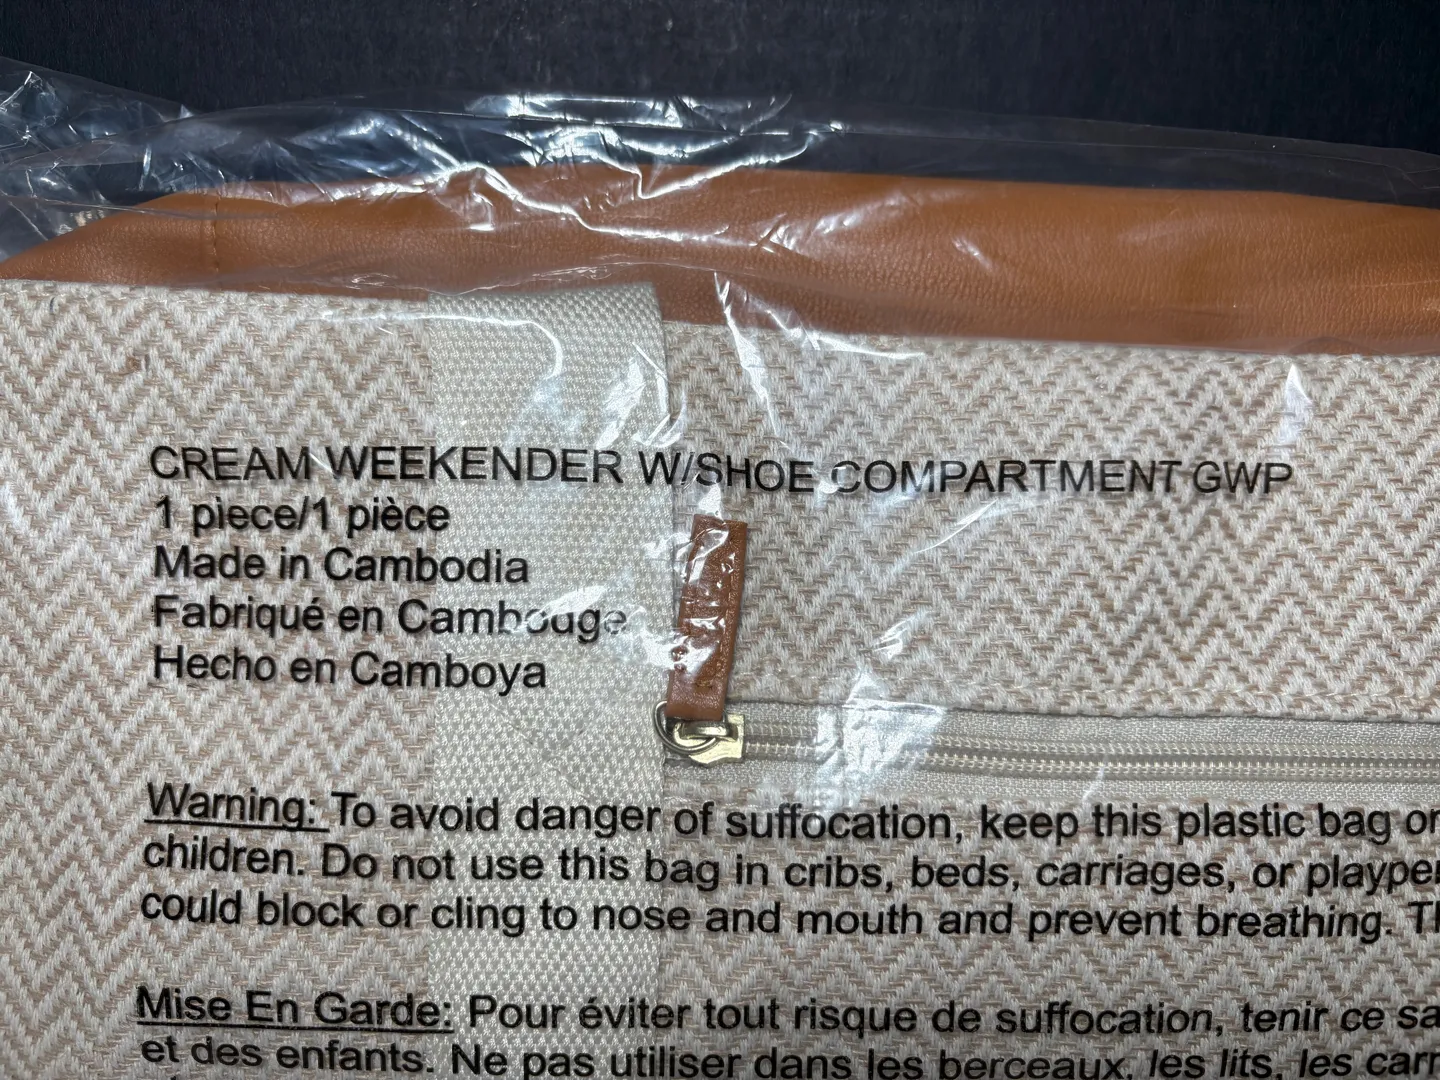 CREAM WEEKENDER W/SHOE COMPARTMENT GWP
1 piece/1 pièce
Made in Cambodia
Fabriqué en Cambodge
Hecho en Camboya
Warning: To avoid danger of suffocation, keep this plastic bag
children. Do not use this bag in cribs, beds, carriages, or
could block or cling to nose and mouth and prevent breathing.
Mise En Garde: Pour éviter tout risque de suffocation, tenir ce
et des enfants. Ne pas utiliser dans les berceaux, les lits, les